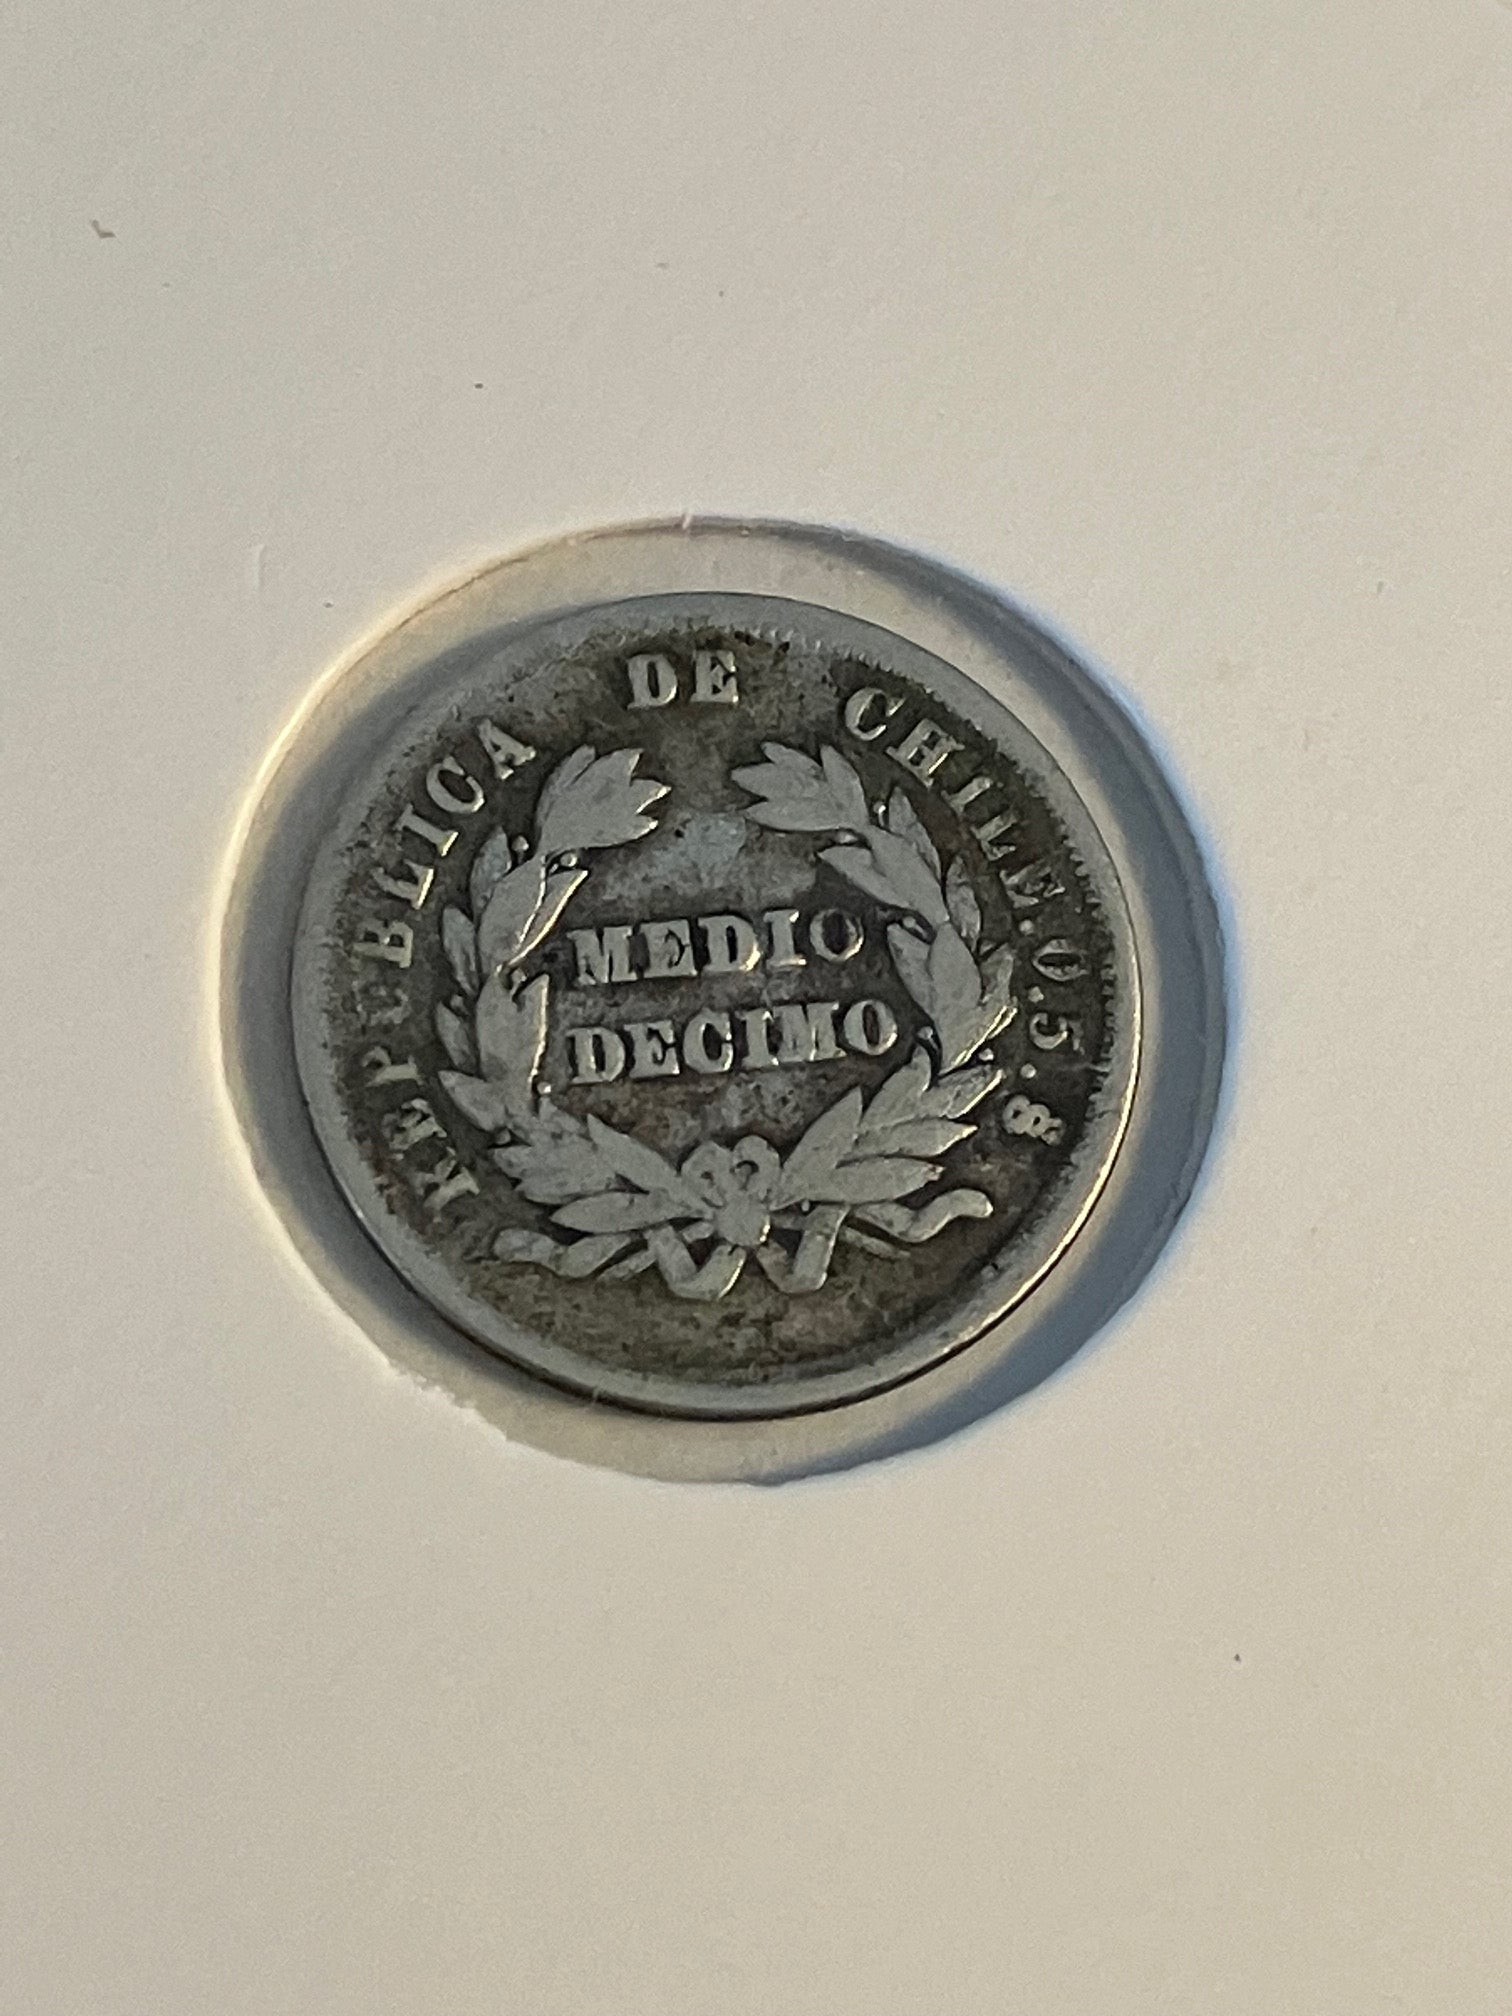 REPUBLICA DE CHILE.0.5.8
MEDIO
DECIMO